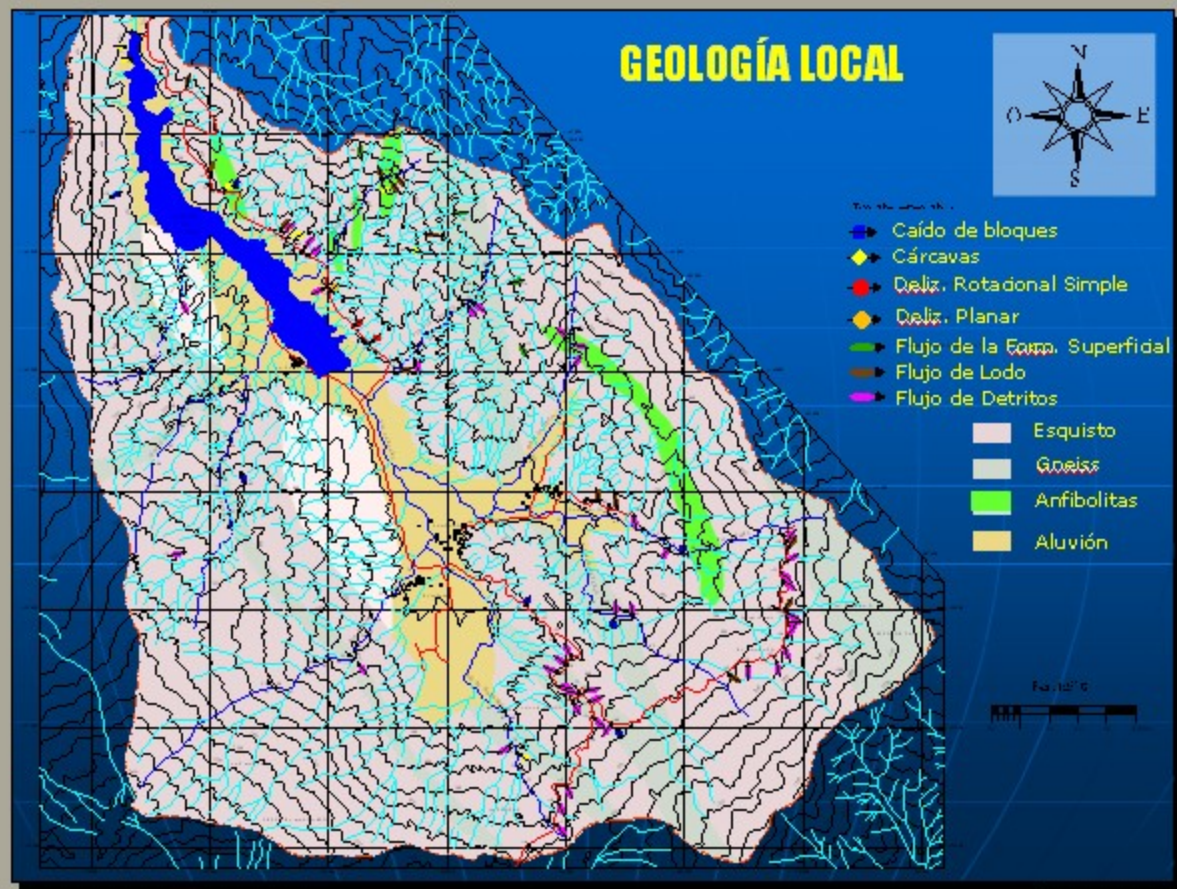 GEOLOGÍA LOCAL
N
O
E
S
Caído de bloques
Cárcavas
Desliz. Rotacional Simple
Desliz. Planar
Flujo de la Form. Superficial
Flujo de Lodo
Flujo de Detritos
Esquisto
Gneiss
Anfibolitas
Aluvión